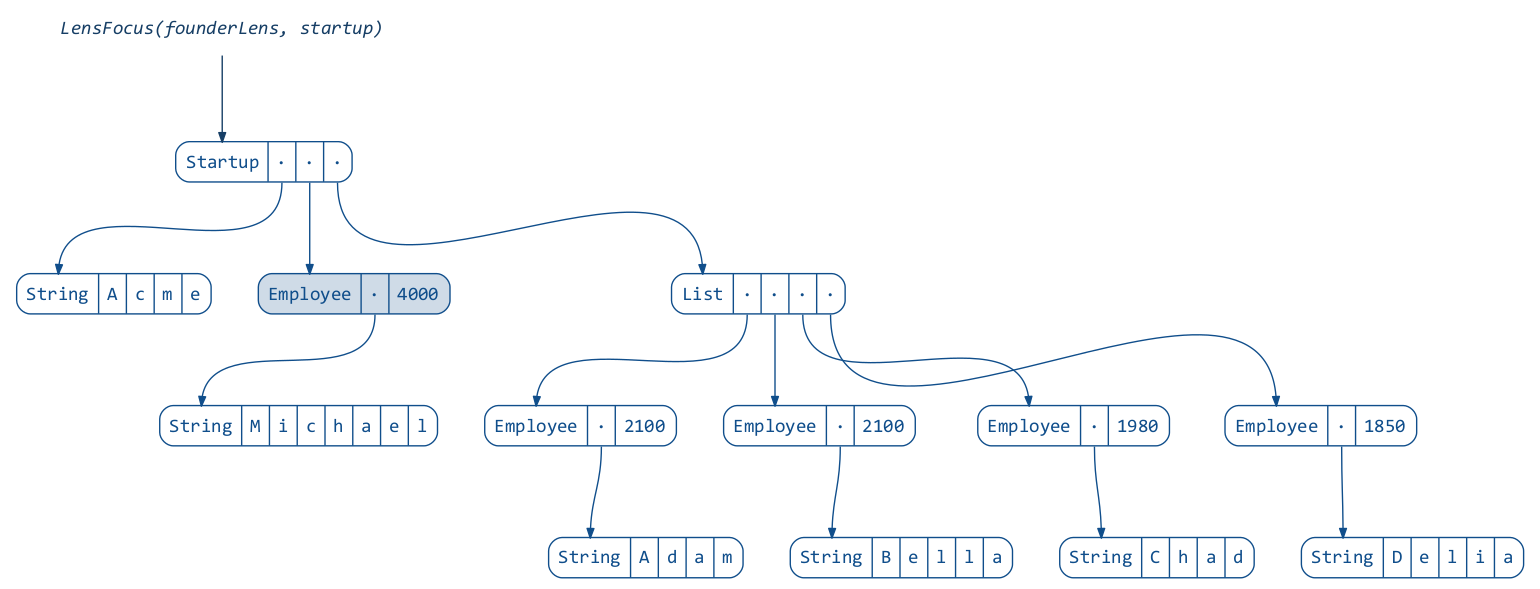 LensFocus(founderLens, startup)
Startup · · ·
String A c m e
Employee · 4000
List · · · ·
String M i c h a e l
Employee · 2100
Employee · 2100
Employee · 1980
Employee · 1850
String A d a m
String B e l l a
String C h a d
String D e l i a